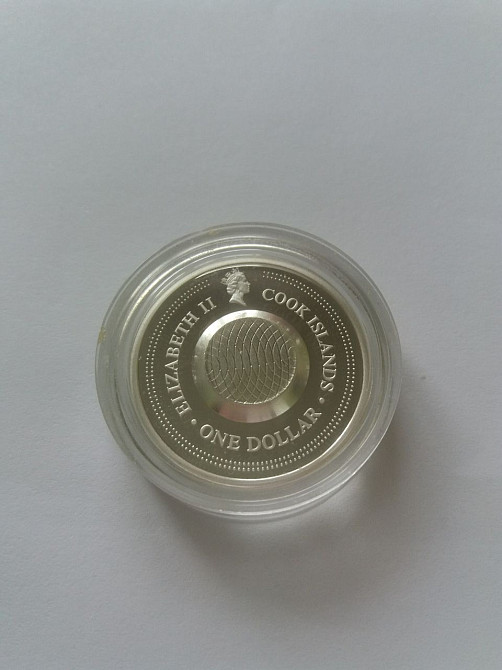 ELIZABETH II
COOK ISLANDS
• ONE DOLLAR •